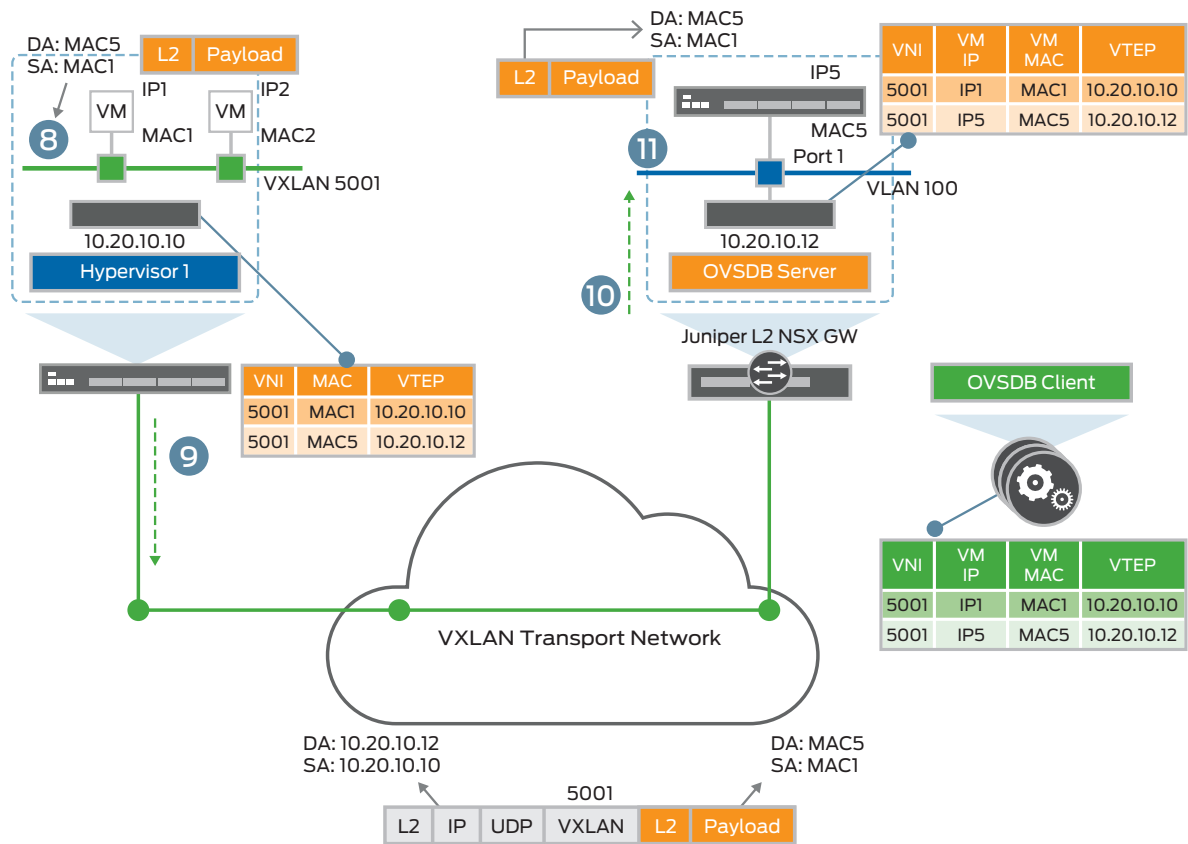 DA: MAC5
SA: MAC1
L2 Payload
IP1
IP2
VM
VM
8
MAC1
MAC2
VXLAN 5001
10.20.10.10
Hypervisor 1
DA: MAC5
SA: MAC1
L2 Payload
IP5
MAC5
11
Port 1
VLAN 100
10.20.10.12
OVSDB Server
10
VNI VM IP VM MAC VTEP
5001 IP1 MAC1 10.20.10.10
5001 IP5 MAC5 10.20.10.12
Juniper L2 NSX GW
VNI MAC VTEP
5001 MAC1 10.20.10.10
5001 MAC5 10.20.10.12
9
OVSDB Client
VNI VM IP VM MAC VTEP
5001 IP1 MAC1 10.20.10.10
5001 IP5 MAC5 10.20.10.12
VXLAN Transport Network
DA: 10.20.10.12
SA: 10.20.10.10
DA: MAC5
SA: MAC1
5001
L2 IP UDP VXLAN L2 Payload